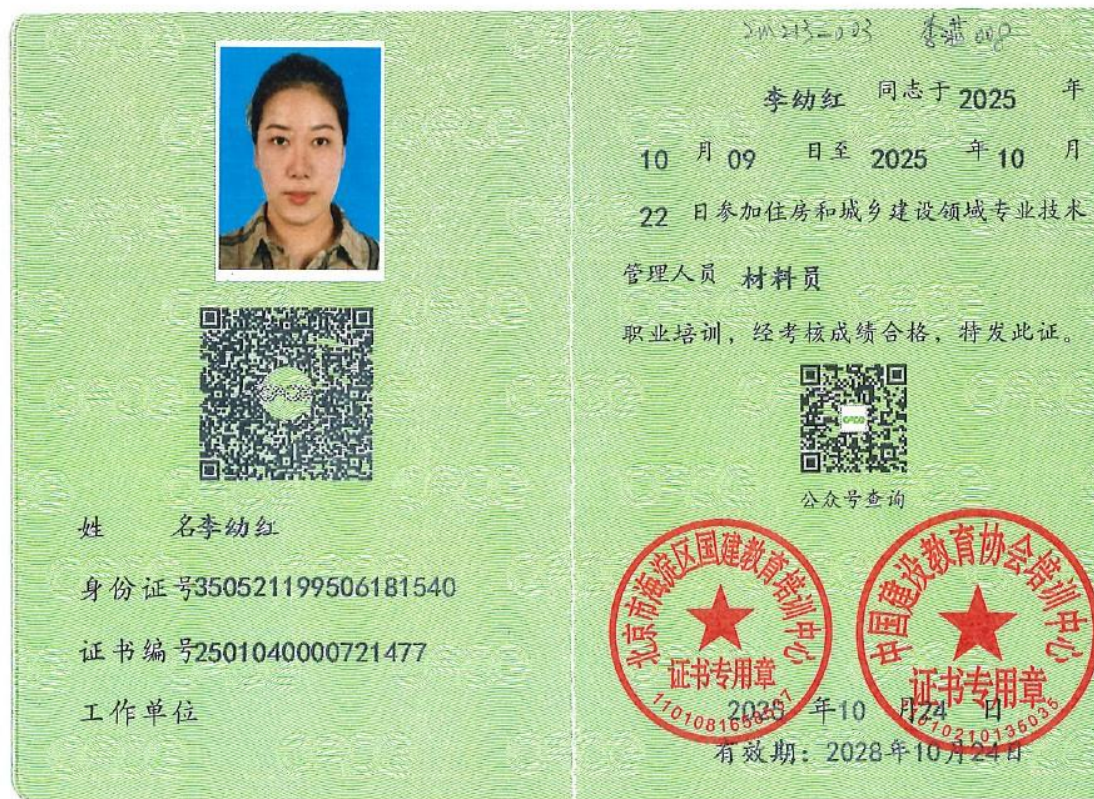 姓 名李幼红
身份证号350521199506181540
证书编号2501040000721477
工作单位
2M213-003
李幼红 同志于 2025 年
10 月 09 日至 2025 年 10 月
22 日参加住房和城乡建设领域专业技术
管理人员 材料员
职业培训，经考核成绩合格，特发此证。
公众号查询
北京市海淀区国建教育培训中心
证书专用章
中国建设教育协会培训中心
证书专用章
年10 月24 日
有效期：2028年10月24日